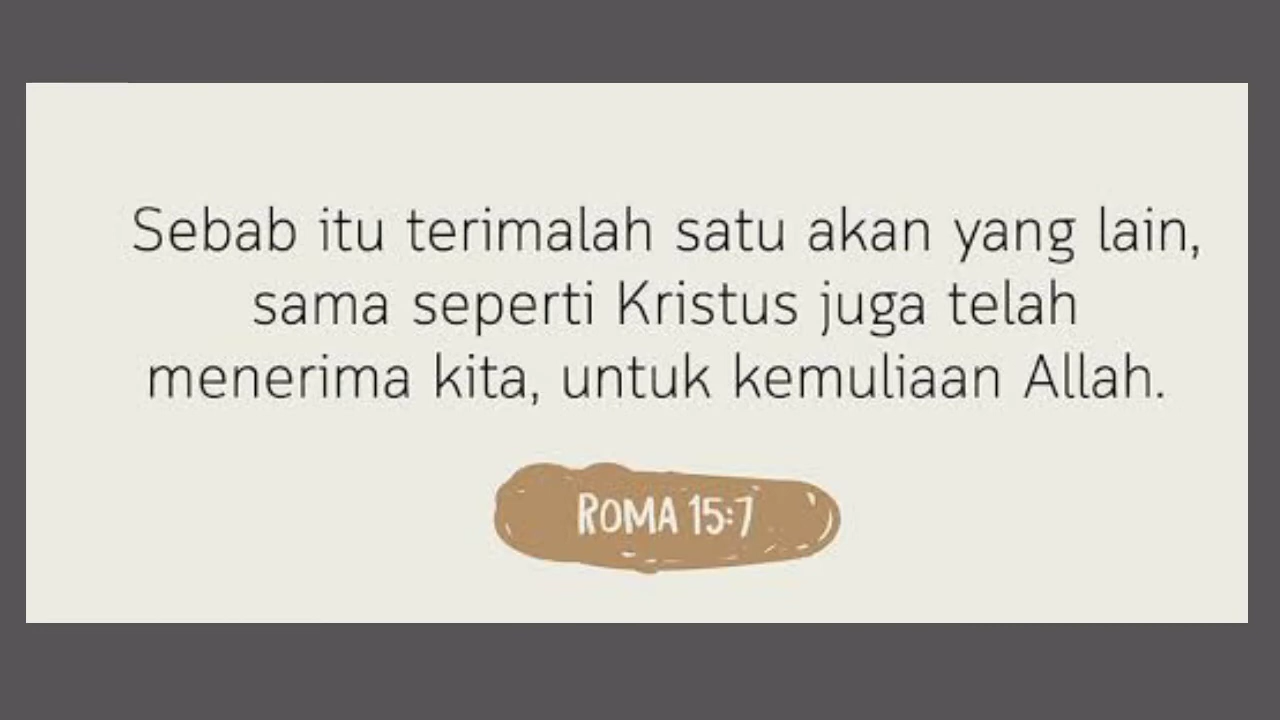 Sebab itu terimalah satu akan yang lain,
sama seperti Kristus juga telah
menerima kita, untuk kemuliaan Allah.
ROMA 15:7